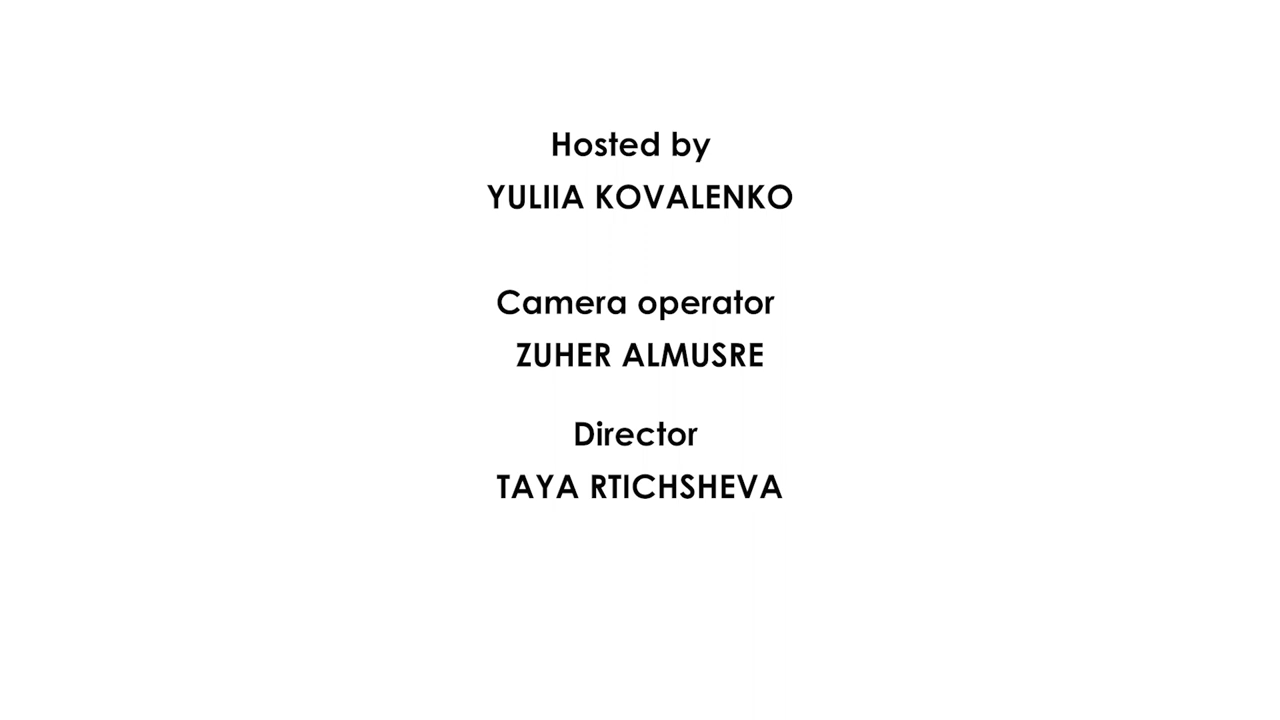 Hosted by
YULIIA KOVALENKO
Camera operator
ZUHER ALMUSRE
Director
TAYA RTICHSHEVA